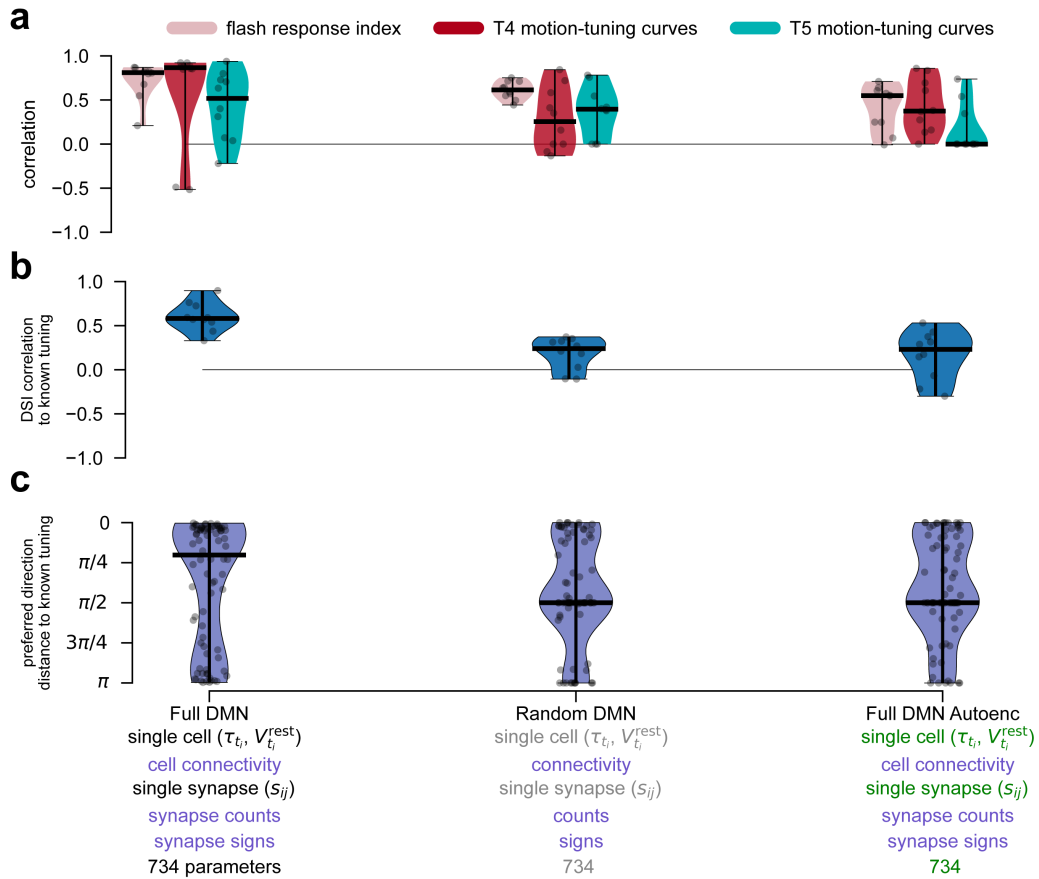 a
flash response index
T4 motion-tuning curves
T5 motion-tuning curves
correlation
1.0
0.5
0.0
−0.5
−1.0
b
DSI correlation
to known tuning
1.0
0.5
0.0
−0.5
−1.0
c
preferred direction
distance to known tuning
0
π/4
π/2
3π/4
π
Full DMN
single cell (τ_{t_i}, V_{t_i}^{rest})
cell connectivity
single synapse (s_{ij})
synapse counts
synapse signs
734 parameters
Random DMN
single cell (τ_{t_i}, V_{t_i}^{rest})
connectivity
single synapse (s_{ij})
counts
signs
734
Full DMN Autoenc
single cell (τ_{t_i}, V_{t_i}^{rest})
cell connectivity
single synapse (s_{ij})
synapse counts
synapse signs
734